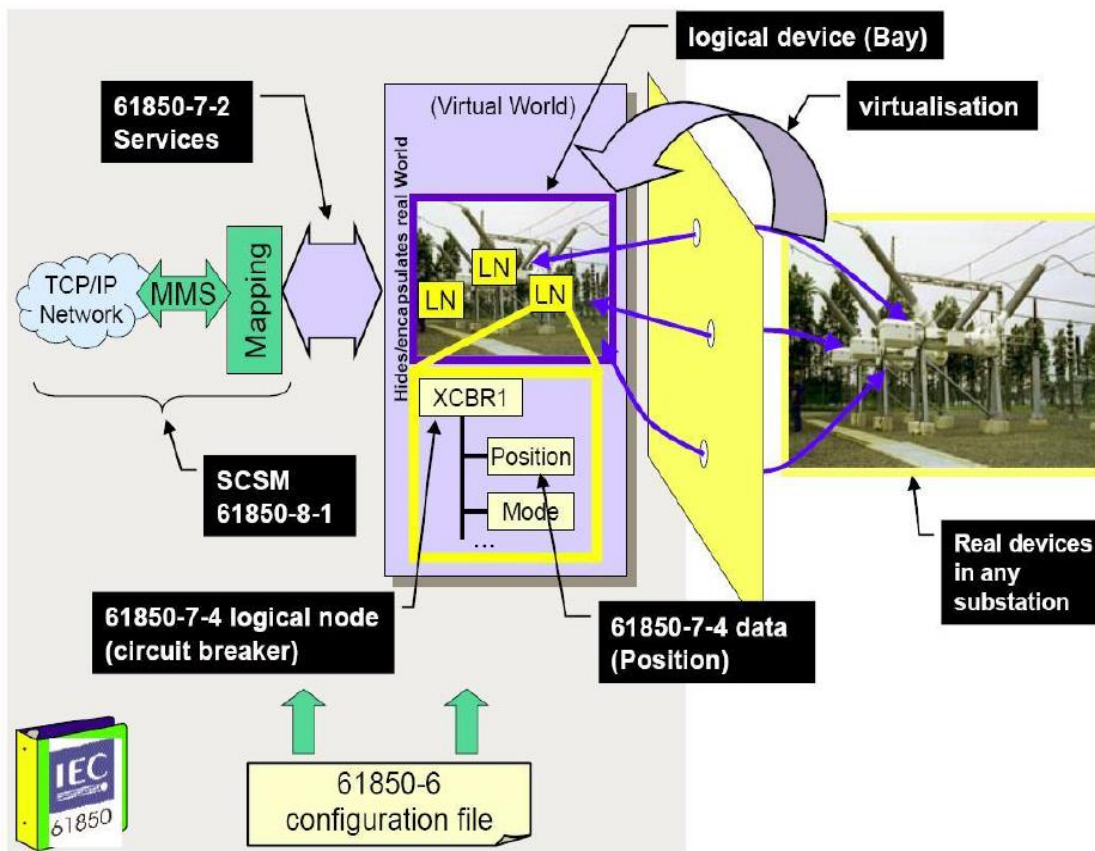 logical device (Bay)
61850-7-2
Services
(Virtual World)
virtualisation
Hides/encapsulates real World
LN
LN
LN
TCP/IP
Network
MMS
Mapping
XCBR1
Position
Mode
...
SCSM
61850-8-1
Real devices
in any
substation
61850-7-4 logical node
(circuit breaker)
61850-7-4 data
(Position)
IEC
61850
61850-6
configuration file